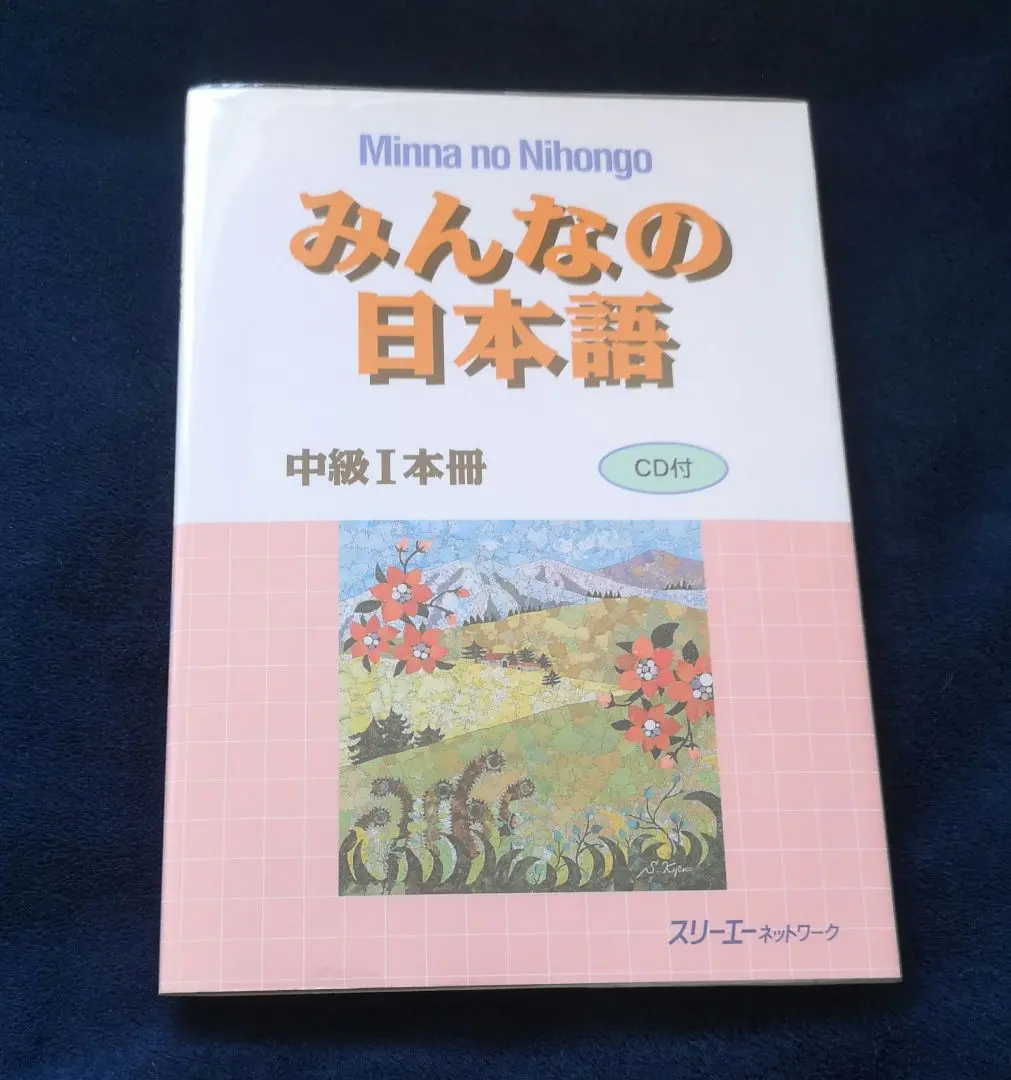 Minna no Nihongo
みんなの
日本語
中級I本冊
CD付
スリーエーネットワーク